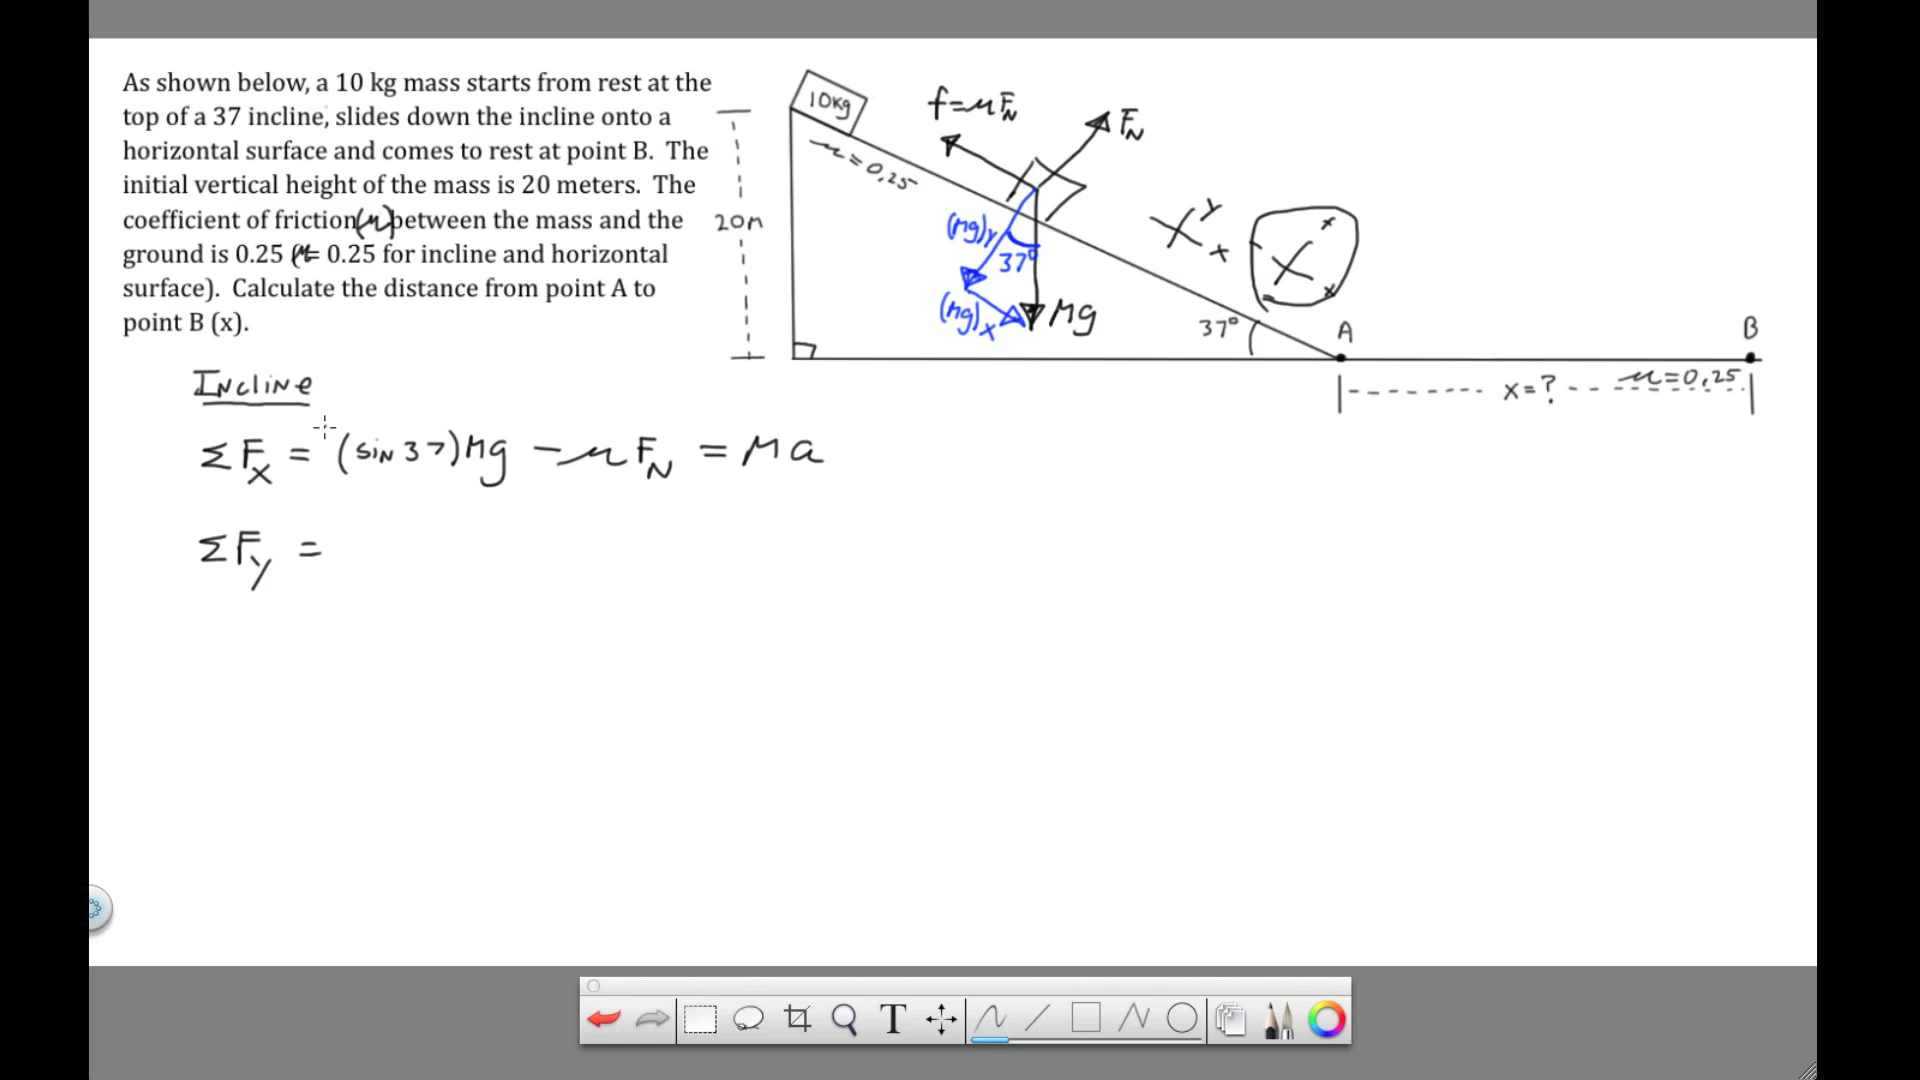 As shown below, a 10 kg mass starts from rest at the
top of a 37 incline, slides down the incline onto a
horizontal surface and comes to rest at point B. The
initial vertical height of the mass is 20 meters. The
coefficient of friction (μ) between the mass and the
ground is 0.25 (μ = 0.25 for incline and horizontal
surface). Calculate the distance from point A to
point B (x).
10Kg
μ=0.25
20m
f=μF_N
F_N
(Mg)y
37°
(Mg)x
Mg
y
x
+
+
37°
A
B
x=?
μ=0.25
Incline
ΣFx = (sin 37)Mg - μF_N = Ma
ΣFy =
T